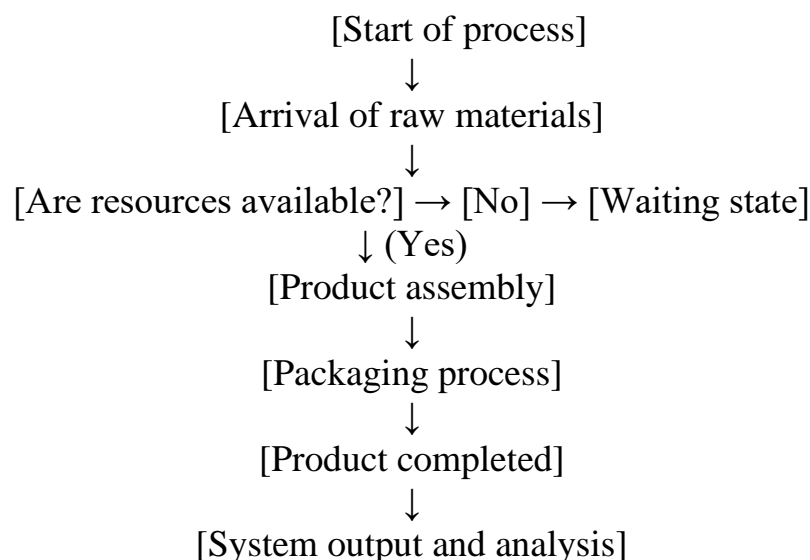 [Start of process]
↓
[Arrival of raw materials]
↓
[Are resources available?] → [No] → [Waiting state]
↓ (Yes)
[Product assembly]
↓
[Packaging process]
↓
[Product completed]
↓
[System output and analysis]